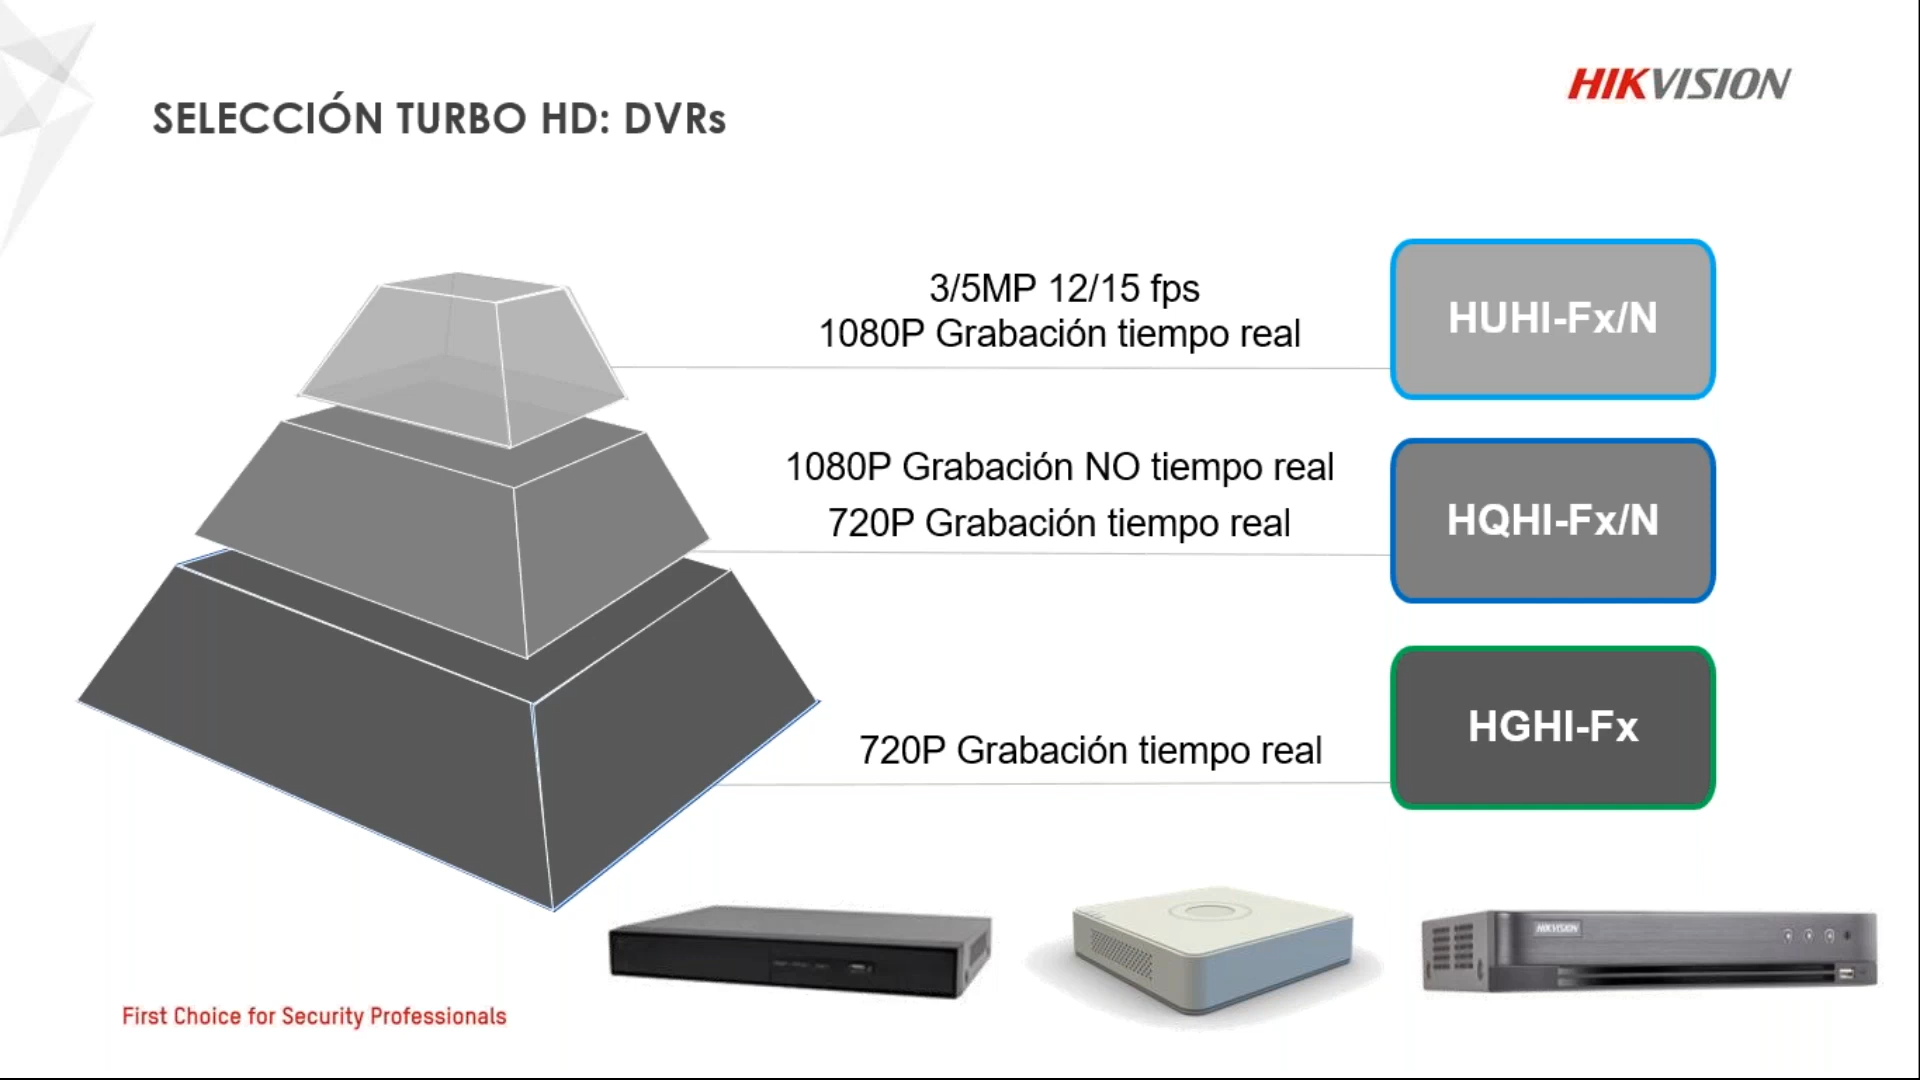 HIKVISION
SELECCIÓN TURBO HD: DVRs
3/5MP 12/15 fps
1080P Grabación tiempo real
HUHI-Fx/N
1080P Grabación NO tiempo real
720P Grabación tiempo real
HQHI-Fx/N
720P Grabación tiempo real
HGHI-Fx
HIKVISION
First Choice for Security Professionals